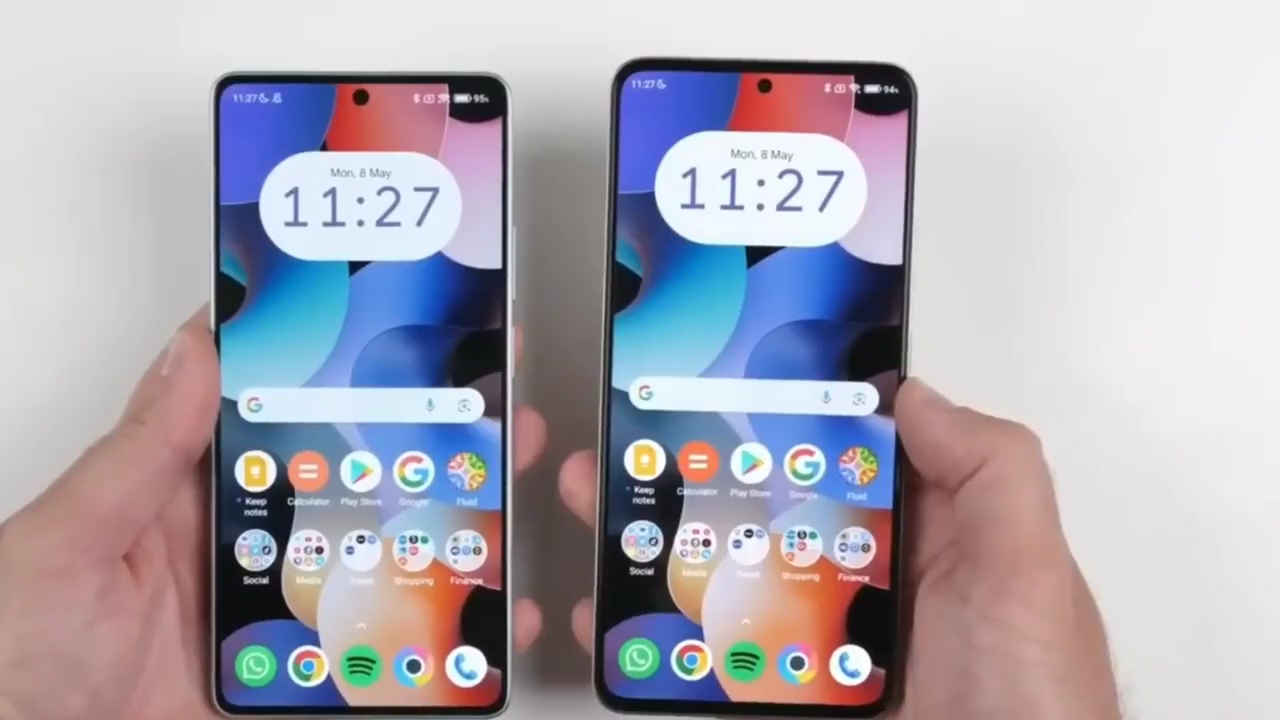 11:27
95%
Mon, 8 May
11:27
Keep notes
Calculator
Play Store
Google
Fluid
Social
Media
Travel
Shopping
Finance
11:27
94%
Mon, 8 May
11:27
Keep notes
Calculator
Play Store
Google
Fluid
Social
Media
Travel
Shopping
Finance